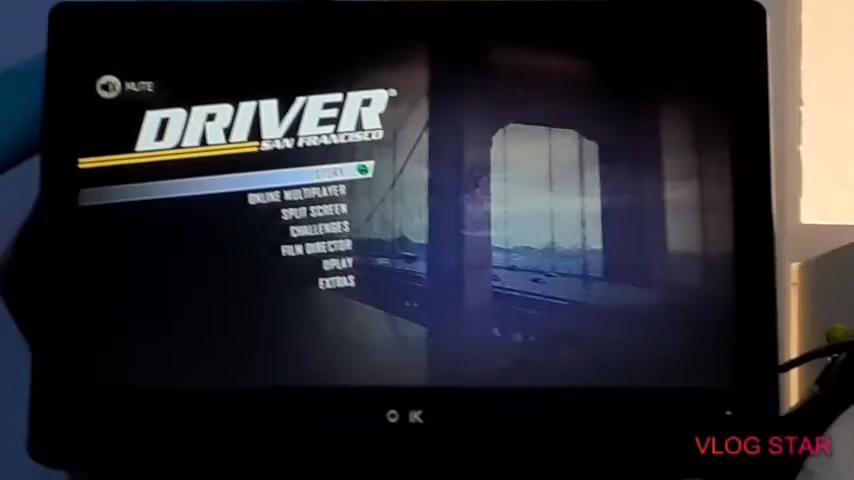 MUTE
DRIVER®
SAN FRANCISCO
STORY
ONLINE MULTIPLAYER
SPLIT SCREEN
CHALLENGES
FILM DIRECTOR
UPLAY
EXTRAS
OK
VLOG STAR